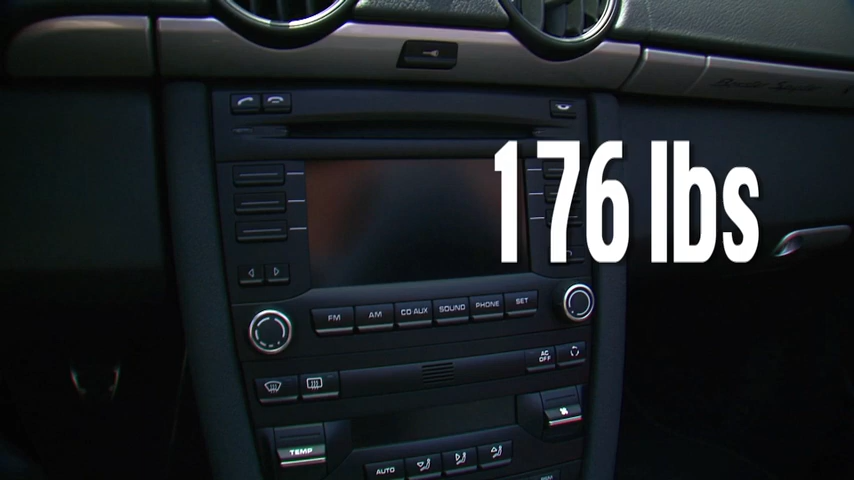 176 lbs
FM AM CD AUX SOUND PHONE SET
AC OFF
TEMP
AUTO